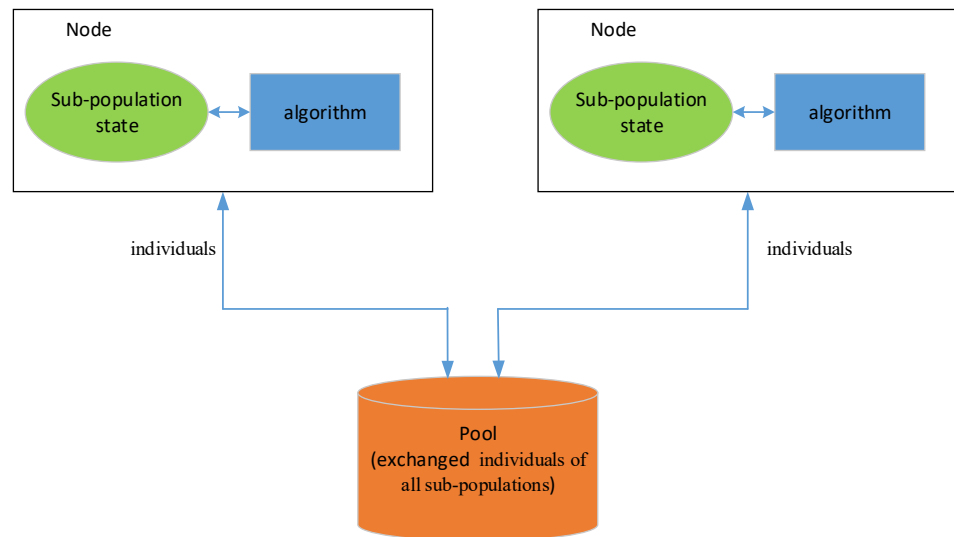 Node
Sub-population
state
algorithm
Node
Sub-population
state
algorithm
individuals
individuals
Pool
(exchanged individuals of
all sub-populations)